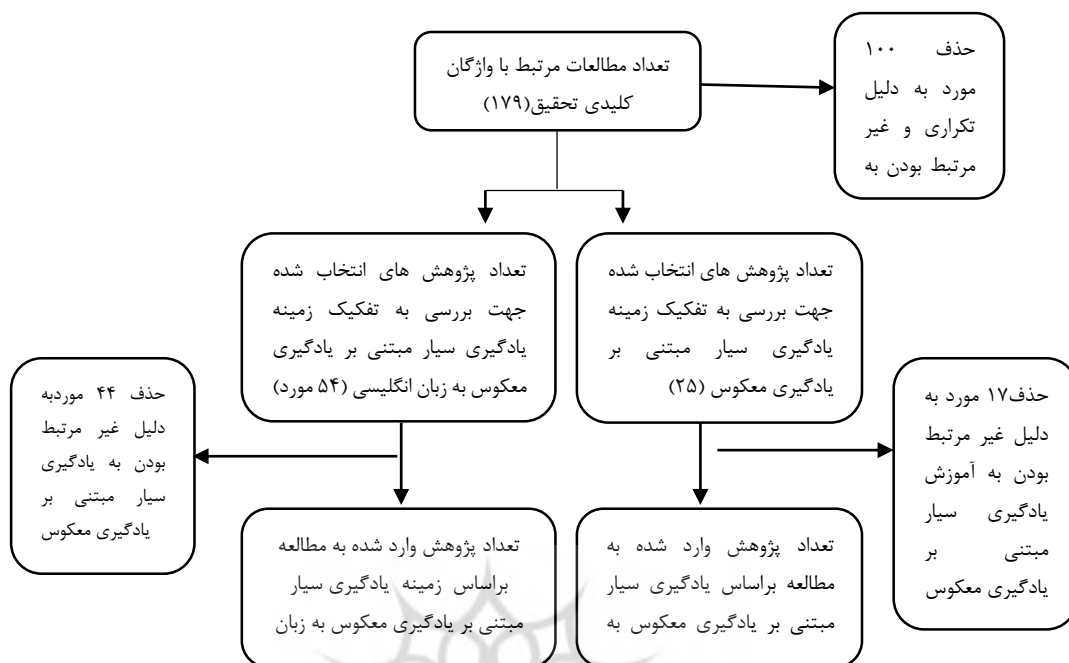 تعداد مطالعات مرتبط با واژگان
کلیدی تحقیق(۱۷۹)
حذف ۱۰۰
مورد به دلیل
تکراری و غیر
مرتبط بودن به
تعداد پژوهش های انتخاب شده
جهت بررسی به تفکیک زمینه
یادگیری سیار مبتنی بر
یادگیری معکوس (۲۵)
تعداد پژوهش های انتخاب شده
جهت بررسی به تفکیک زمینه
یادگیری سیار مبتنی بر یادگیری
معکوس به زبان انگلیسی (۵۴ مورد)
حذف۱۷ مورد به
دلیل غیر مرتبط
بودن به آموزش
یادگیری سیار
مبتنی بر
یادگیری معکوس
حذف ۴۴ موردبه
دلیل غیر مرتبط
بودن به یادگیری
سیار مبتنی بر
یادگیری معکوس
تعداد پژوهش وارد شده به
مطالعه براساس یادگیری سیار
مبتنی بر یادگیری معکوس به
تعداد پژوهش وارد شده به مطالعه
براساس زمینه یادگیری سیار
مبتنی بر یادگیری معکوس به زبان